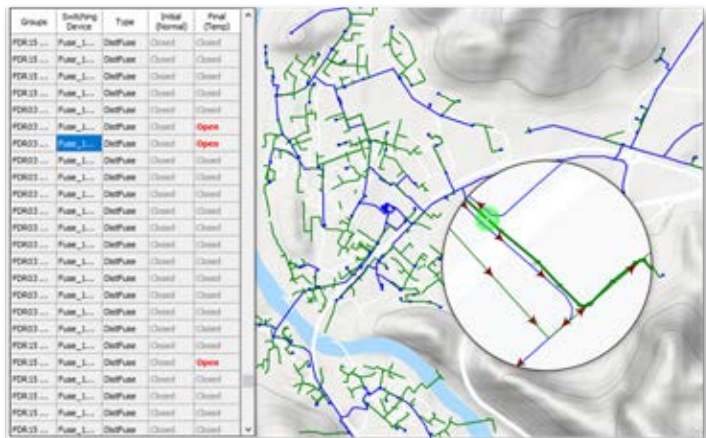 Groups Switching Device Type Initial (Normal) Final (Temp)
FDR15 ... Fuse_1... DistFuse Closed Closed
FDR15 ... Fuse_1... DistFuse Closed Closed
FDR15 ... Fuse_1... DistFuse Closed Closed
FDR15 ... Fuse_1... DistFuse Closed Closed
FDR03 ... Fuse_1... DistFuse Closed Closed
FDR03 ... Fuse_1... DistFuse Closed Open
FDR03 ... Fuse_1... DistFuse Closed Open
FDR03 ... Fuse_1... DistFuse Closed Closed
FDR03 ... Fuse_1... DistFuse Closed Closed
FDR03 ... Fuse_1... DistFuse Closed Closed
FDR03 ... Fuse_1... DistFuse Closed Closed
FDR03 ... Fuse_1... DistFuse Closed Closed
FDR03 ... Fuse_1... DistFuse Closed Closed
FDR03 ... Fuse_1... DistFuse Closed Closed
FDR03 ... Fuse_1... DistFuse Closed Closed
FDR03 ... Fuse_1... DistFuse Closed Closed
FDR03 ... Fuse_1... DistFuse Closed Closed
FDR03 ... Fuse_1... DistFuse Closed Closed
FDR15 ... Fuse_1... DistFuse Closed Closed
FDR15 ... Fuse_1... DistFuse Closed Open
FDR15 ... Fuse_1... DistFuse Closed Closed
FDR15 ... Fuse_1... DistFuse Closed Closed
FDR15 ... Fuse_1... DistFuse Closed Closed
FDR15 ... Fuse_1... DistFuse Closed Closed